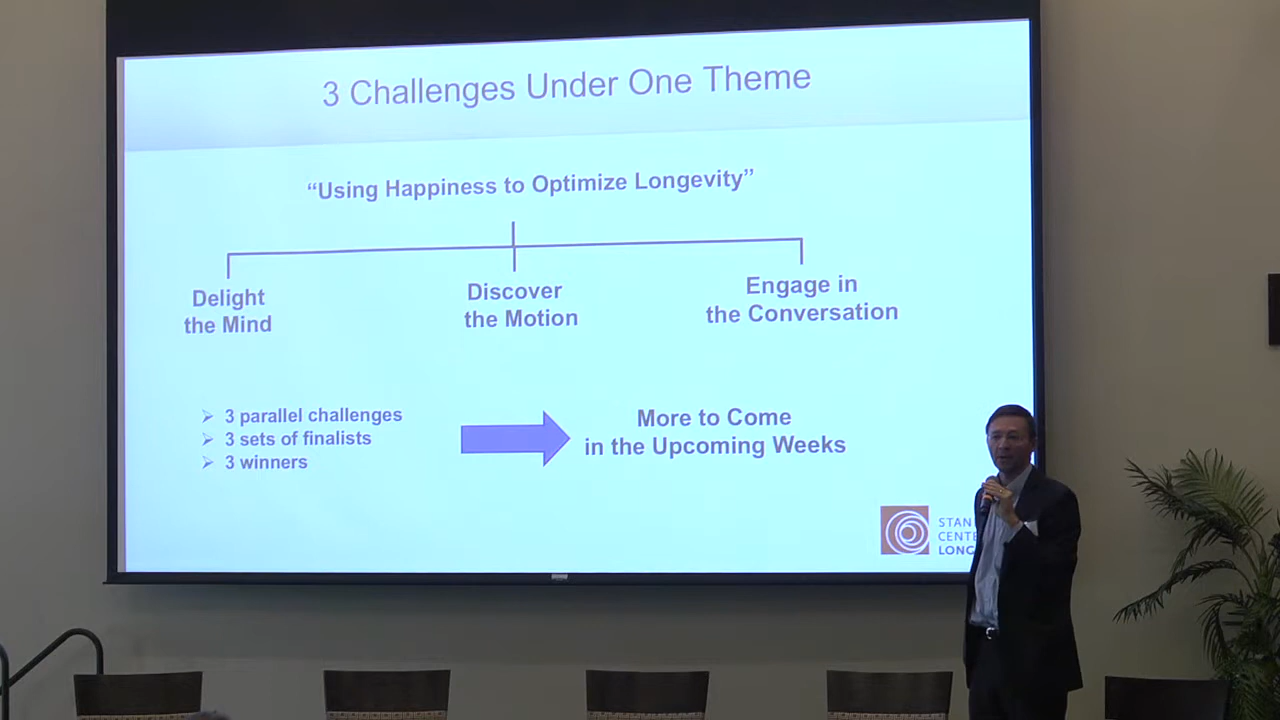 3 Challenges Under One Theme
“Using Happiness to Optimize Longevity”
Delight
the Mind
Discover
the Motion
Engage in
the Conversation
3 parallel challenges
3 sets of finalists
3 winners
More to Come
in the Upcoming Weeks